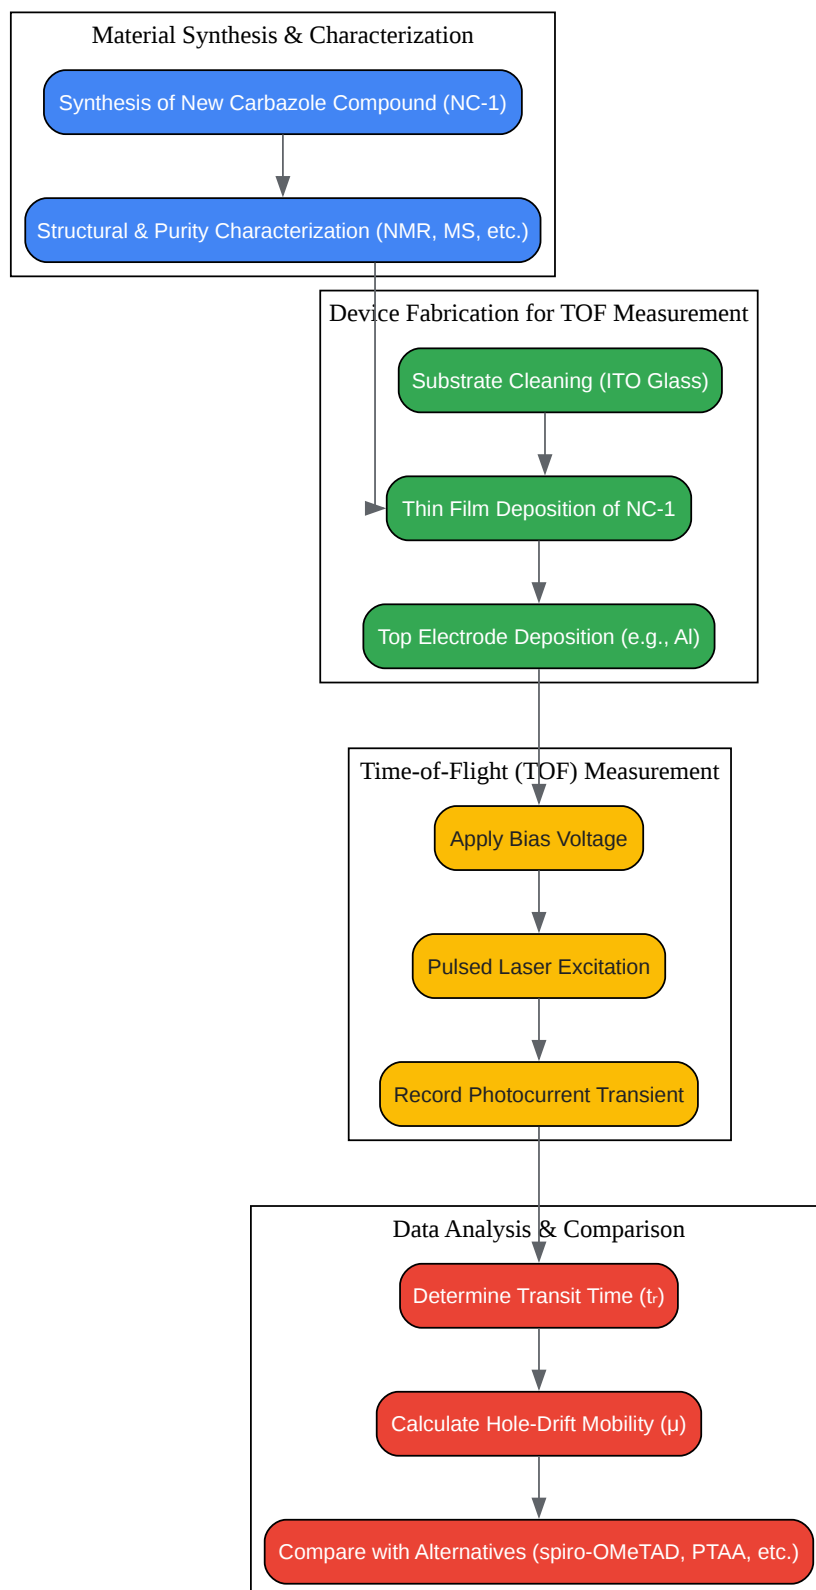 Material Synthesis & Characterization
Synthesis of New Carbazole Compound (NC-1)
Structural & Purity Characterization (NMR, MS, etc.)
Device Fabrication for TOF Measurement
Substrate Cleaning (ITO Glass)
Thin Film Deposition of NC-1
Top Electrode Deposition (e.g., Al)
Time-of-Flight (TOF) Measurement
Apply Bias Voltage
Pulsed Laser Excitation
Record Photocurrent Transient
Data Analysis & Comparison
Determine Transit Time (tᵣ)
Calculate Hole-Drift Mobility (μ)
Compare with Alternatives (spiro-OMeTAD, PTAA, etc.)